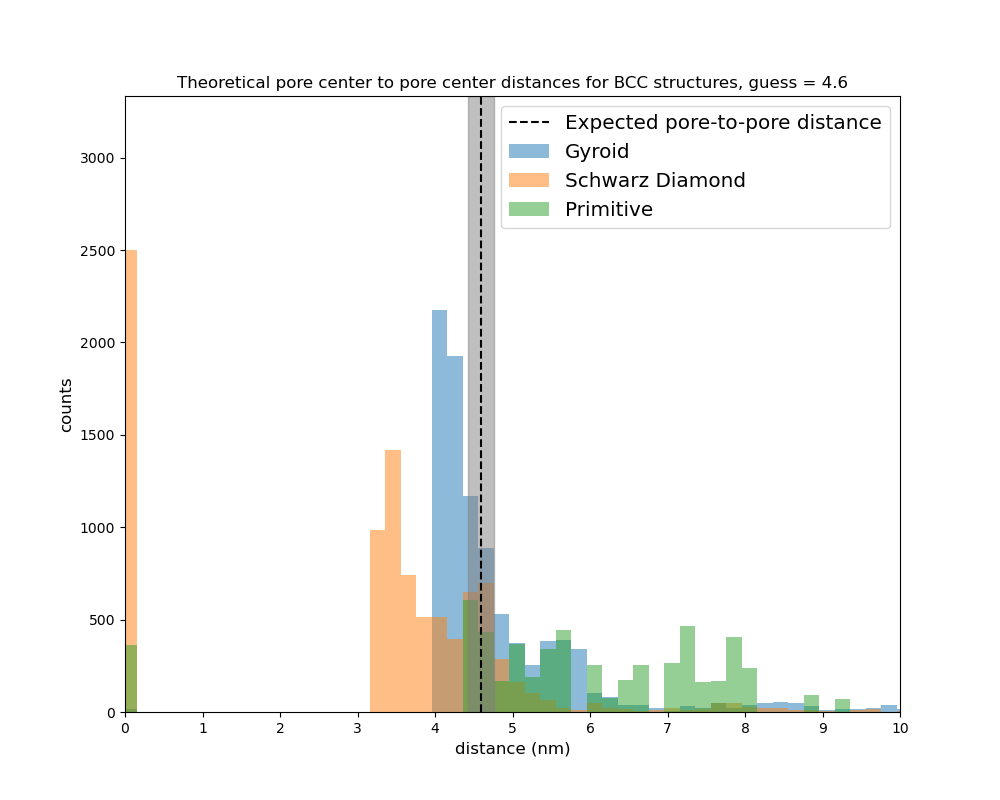 Theoretical pore center to pore center distances for BCC structures, guess = 4.6
Expected pore-to-pore distance
Gyroid
Schwarz Diamond
Primitive
counts
3000
2500
2000
1500
1000
500
0
0 1 2 3 4 5 6 7 8 9 10
distance (nm)